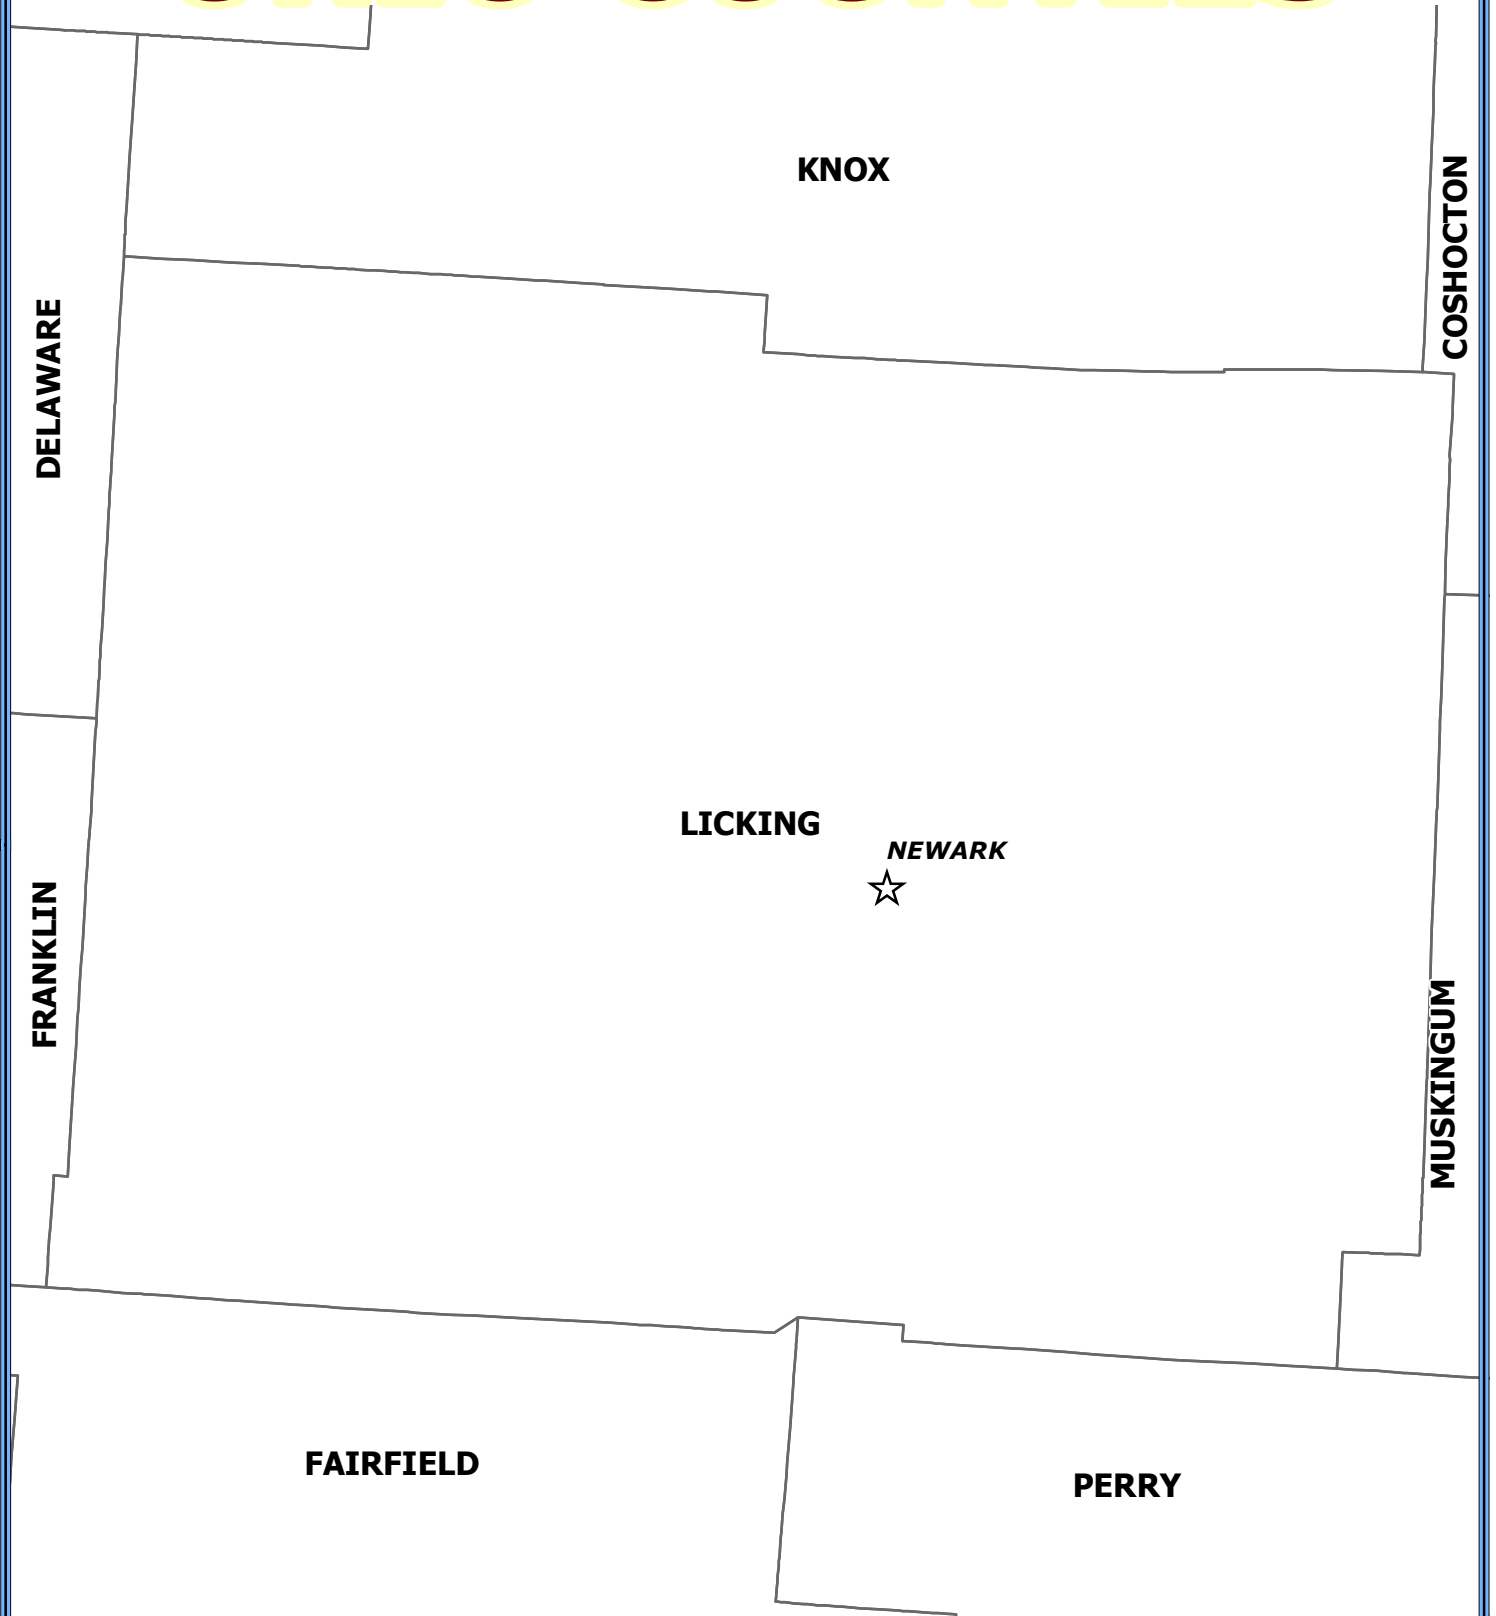 KNOX
COSHOCTON
DELAWARE
LICKING
NEWARK
FRANKLIN
MUSKINGUM
FAIRFIELD
PERRY